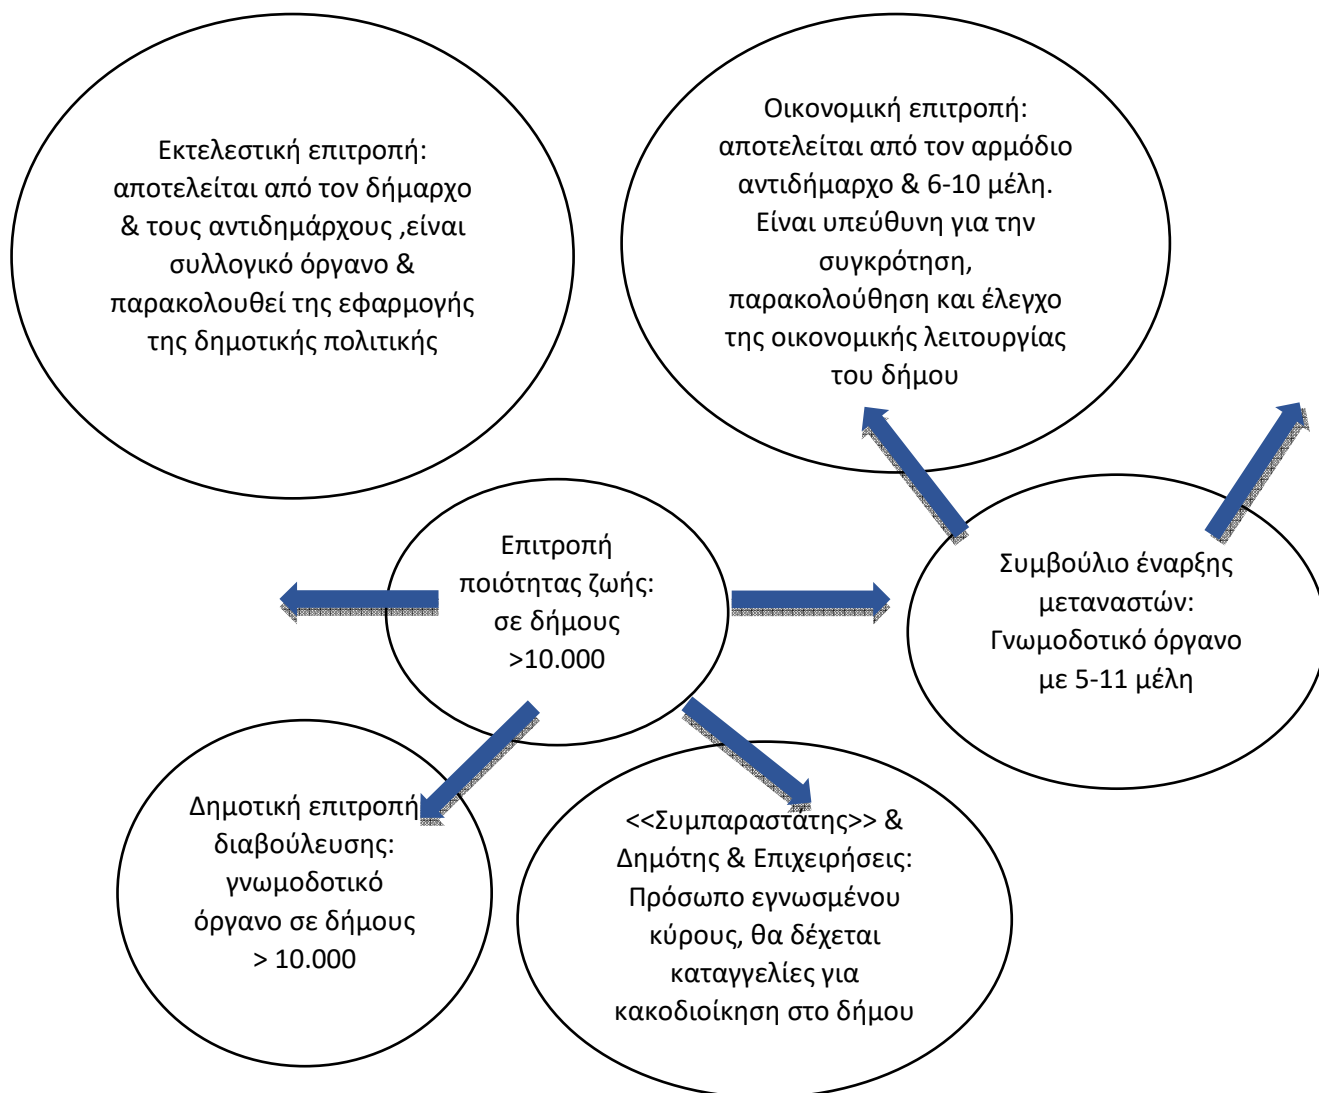 Εκτελεστική επιτροπή:
αποτελείται από τον δήμαρχο
& τους αντιδημάρχους ,είναι
συλλογικό όργανο &
παρακολουθεί της εφαρμογής
της δημοτικής πολιτικής
Οικονομική επιτροπή:
αποτελείται από τον αρμόδιο
αντιδήμαρχο & 6-10 μέλη.
Είναι υπεύθυνη για την
συγκρότηση,
παρακολούθηση και έλεγχο
της οικονομικής λειτουργίας
του δήμου
Επιτροπή
ποιότητας ζωής:
σε δήμους
>10.000
Συμβούλιο έναρξης
μεταναστών:
Γνωμοδοτικό όργανο
με 5-11 μέλη
Δημοτική επιτροπή
διαβούλευσης:
γνωμοδοτικό
όργανο σε δήμους
> 10.000
<<Συμπαραστάτης>> &
Δημότης & Επιχειρήσεις:
Πρόσωπο εγνωσμένου
κύρους, θα δέχεται
καταγγελίες για
κακοδιοίκηση στο δήμου